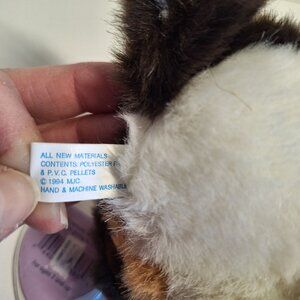 ALL NEW MATERIALS
CONTENTS: POLYESTER F
& P.V.C. PELLETS
© 1994 MJC
HAND & MACHINE WASHABLE